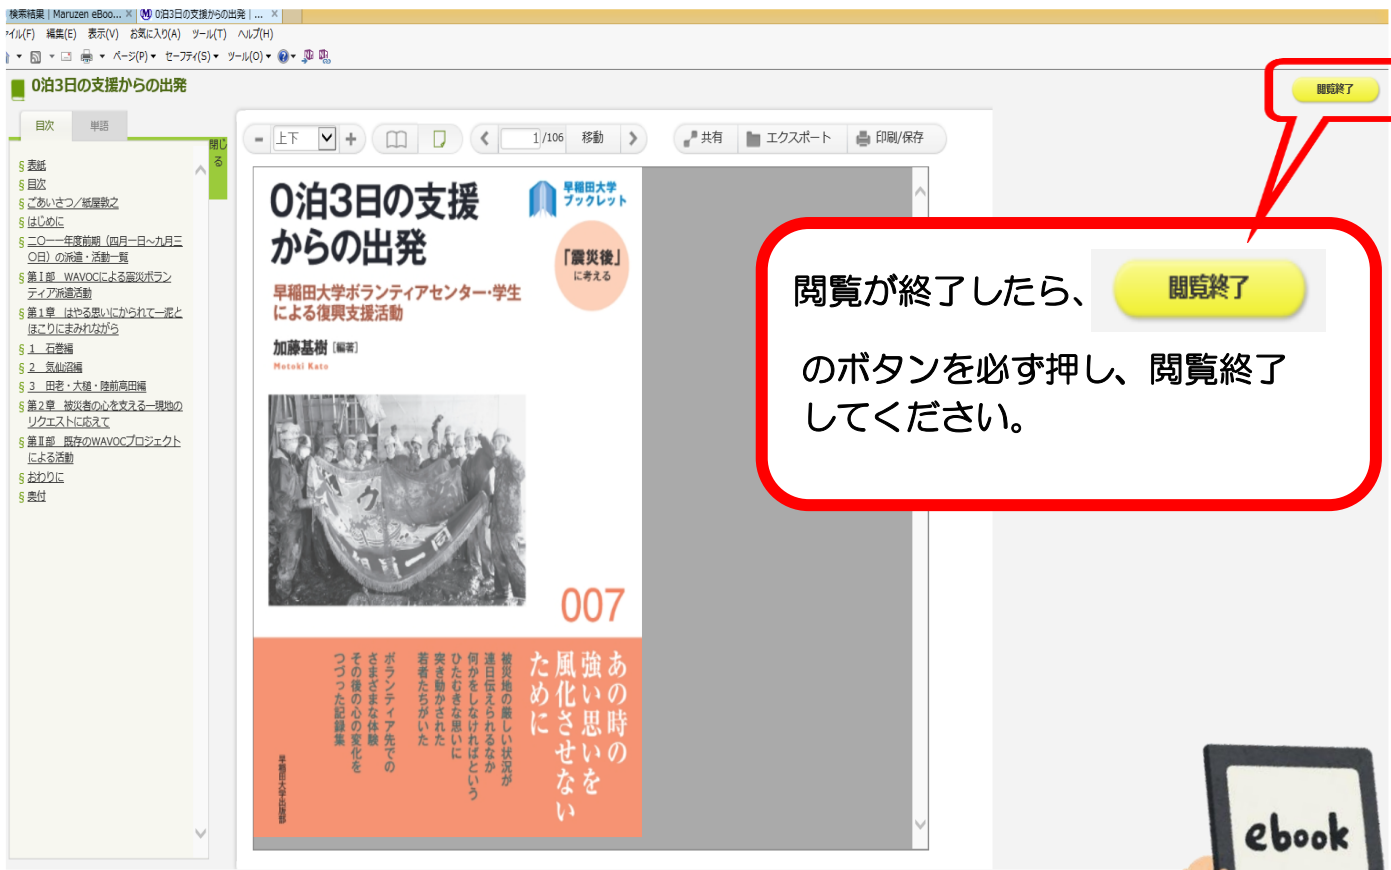 検索結果 | Maruzen eBoo... ×
0泊3日の支援からの出発 | ... ×
ァイル(F) 編集(E) 表示(V) お気に入り(A) ツール(T) ヘルプ(H)
ページ(P) セーフティ(S) ツール(O)
0泊3日の支援からの出発
閲覧終了
目次 単語
閉じ
る
§ 表紙
§ 目次
§ ごあいさつ／紙屋敦之
§ はじめに
§ 二〇一一年度前期（四月一日～九月三
〇日）の派遣・活動一覧
§ 第Ⅰ部 WAVOCによる震災ボラン
ティア派遣活動
§ 第１章 はやる思いにかられて―泥と
ほこりにまみれながら
§ １ 石巻編
§ ２ 気仙沼編
§ ３ 田老・大槌・陸前高田編
§ 第２章 被災者の心を支える―現地の
リクエストに応えて
§ 第Ⅱ部 既存のWAVOCプロジェクト
による活動
§ おわりに
§ 奥付
- 上下 +
1 /106 移動
共有 エクスポート 印刷/保存
0泊3日の支援
からの出発
早稲田大学
ブックレット
「震災後」
に考える
早稲田大学ボランティアセンター・学生
による復興支援活動
加藤基樹 [編著]
Motoki Kato
007
あの時の
強い思いを
風化させない
ために
被災地の厳しい状況が
連日伝えられるなか
何かをしなければという
ひたむきな思いに
突き動かされた
若者たちがいた
ボランティア先での
さまざまな体験
その後の心の変化を
つづった記録集
早稲田大学出版部
閲覧が終了したら、 閲覧終了
のボタンを必ず押し、閲覧終了
してください。
ebook